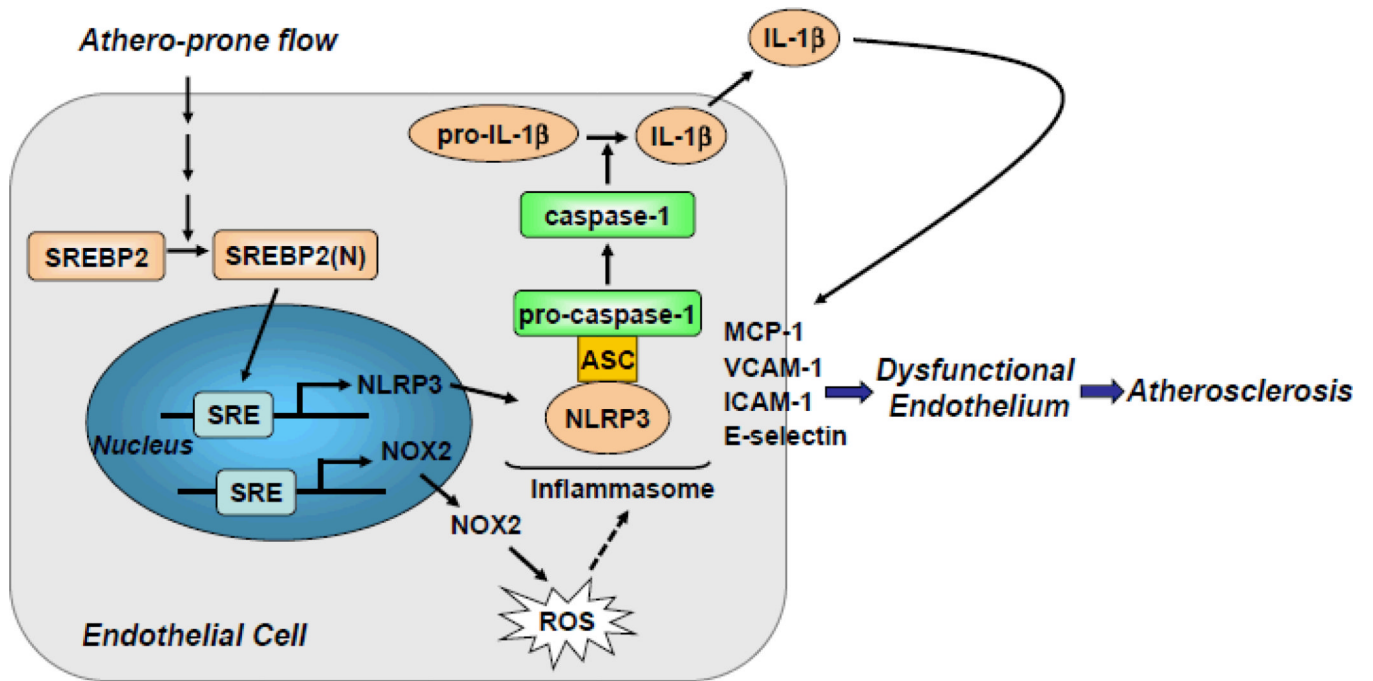 Athero-prone flow
IL-1β
pro-IL-1β
IL-1β
caspase-1
SREBP2
SREBP2(N)
pro-caspase-1
ASC
NLRP3
MCP-1
VCAM-1
ICAM-1
E-selectin
Dysfunctional
Endothelium
Atherosclerosis
SRE
NLRP3
Nucleus
SRE
NOX2
Inflammasome
NOX2
ROS
Endothelial Cell